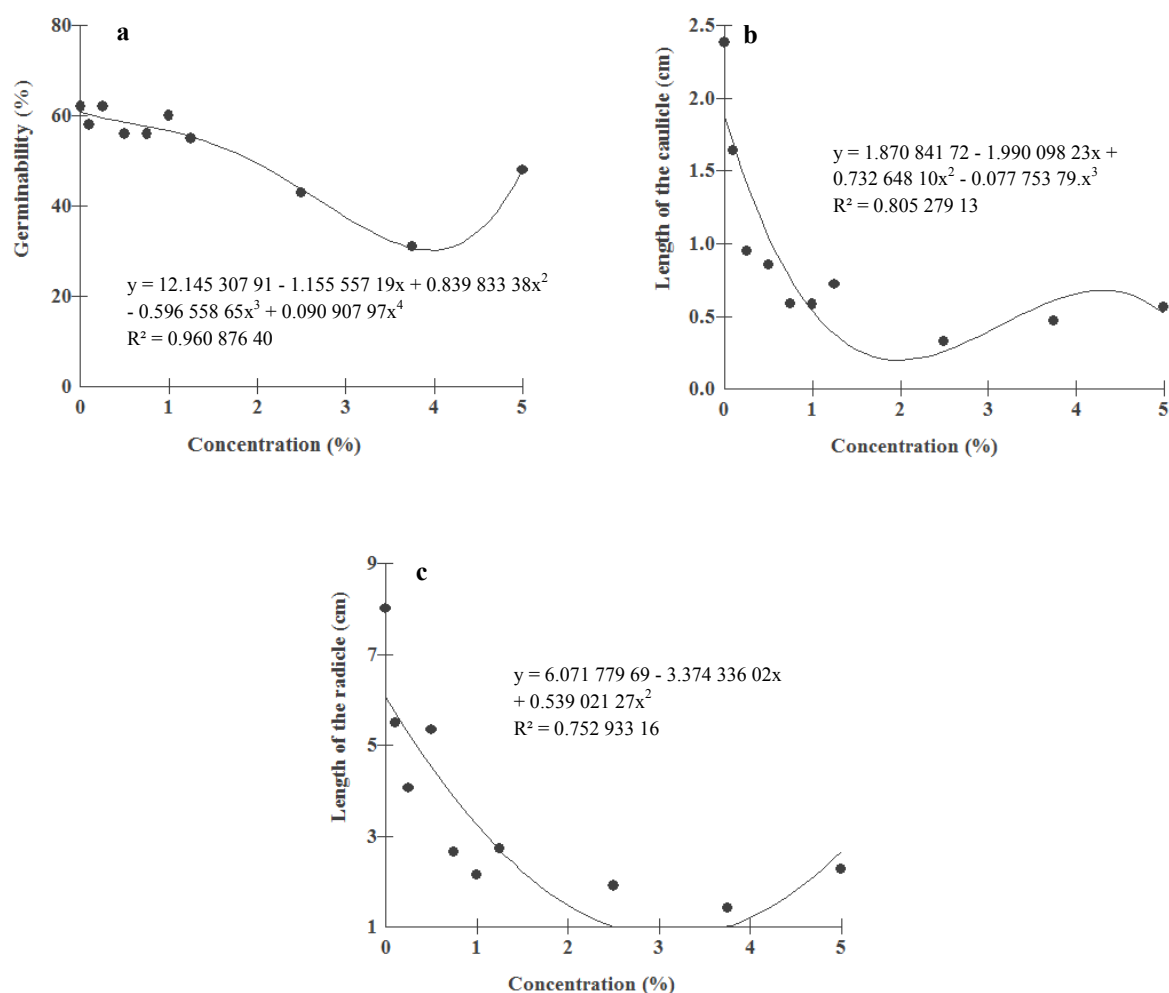 a
80
60
40
20
0
Germinability (%)
y = 12.145 307 91 - 1.155 557 19x + 0.839 833 38x²
- 0.596 558 65x³ + 0.090 907 97x⁴
R² = 0.960 876 40
0 1 2 3 4 5
Concentration (%)
b
2.5
2.0
1.5
1.0
0.5
0.0
Length of the caulicle (cm)
y = 1.870 841 72 - 1.990 098 23x +
0.732 648 10x² - 0.077 753 79.x³
R² = 0.805 279 13
0 1 2 3 4 5
Concentration (%)
c
9
7
5
3
1
Length of the radicle (cm)
y = 6.071 779 69 - 3.374 336 02x
+ 0.539 021 27x²
R² = 0.752 933 16
0 1 2 3 4 5
Concentration (%)